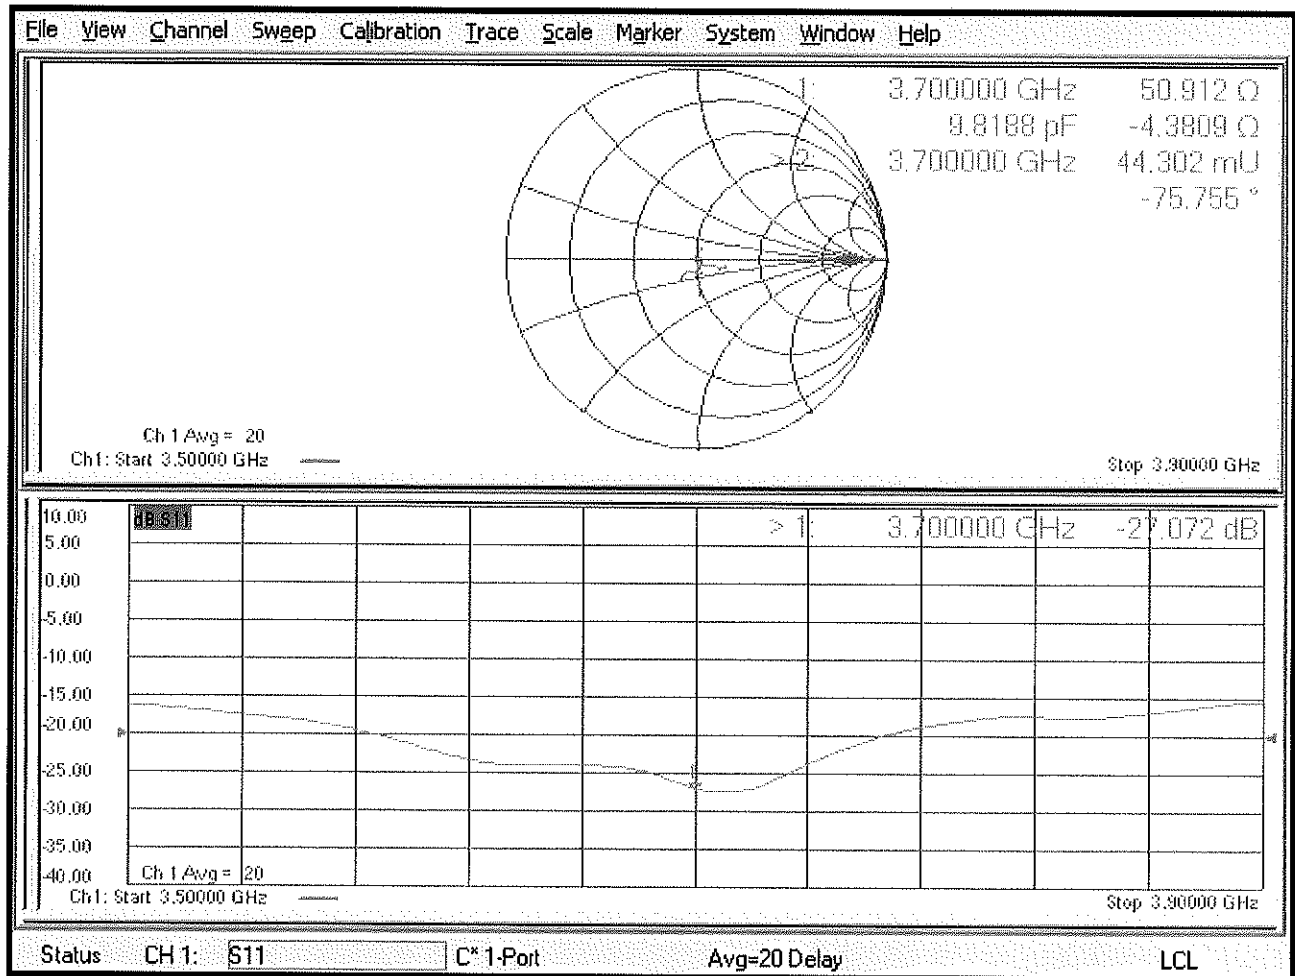 File View Channel Sweep Calibration Trace Scale Marker System Window Help
1: 3.700000 GHz 50.912 Ω
9.8188 pF -4.3809 Ω
> 2: 3.700000 GHz 44.302 mU
-75.755 °
Ch 1 Avg = 20
Ch1: Start 3.50000 GHz
Stop 3.90000 GHz
dB S11
> 1: 3.700000 GHz -27.072 dB
10.00
5.00
0.00
-5.00
-10.00
-15.00
-20.00
-25.00
-30.00
-35.00
-40.00
1
Ch 1 Avg = 20
Ch1: Start 3.50000 GHz
Stop 3.90000 GHz
Status CH 1: S11 C* 1-Port Avg=20 Delay LCL